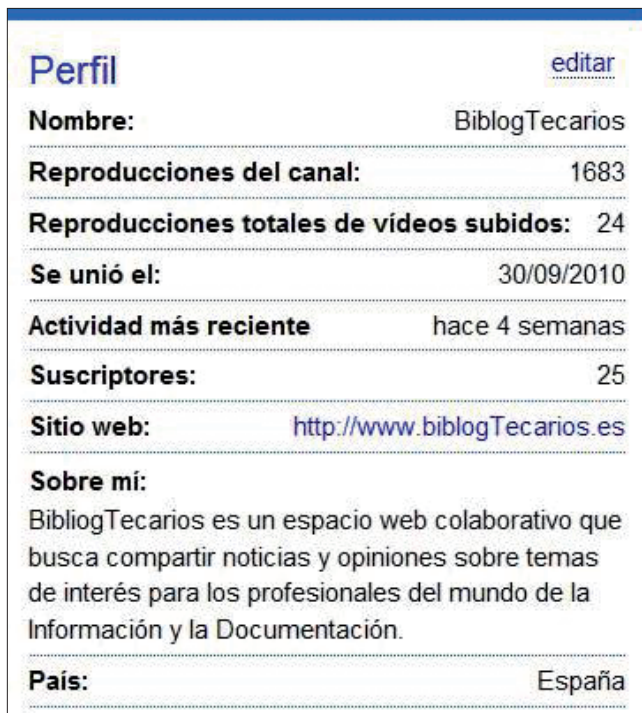 Perfil editar
Nombre: BiblogTecarios
Reproducciones del canal: 1683
Reproducciones totales de vídeos subidos: 24
Se unió el: 30/09/2010
Actividad más reciente hace 4 semanas
Suscriptores: 25
Sitio web: http://www.biblogTecarios.es
Sobre mí:
BibliogTecarios es un espacio web colaborativo que
busca compartir noticias y opiniones sobre temas
de interés para los profesionales del mundo de la
Información y la Documentación.
País: España